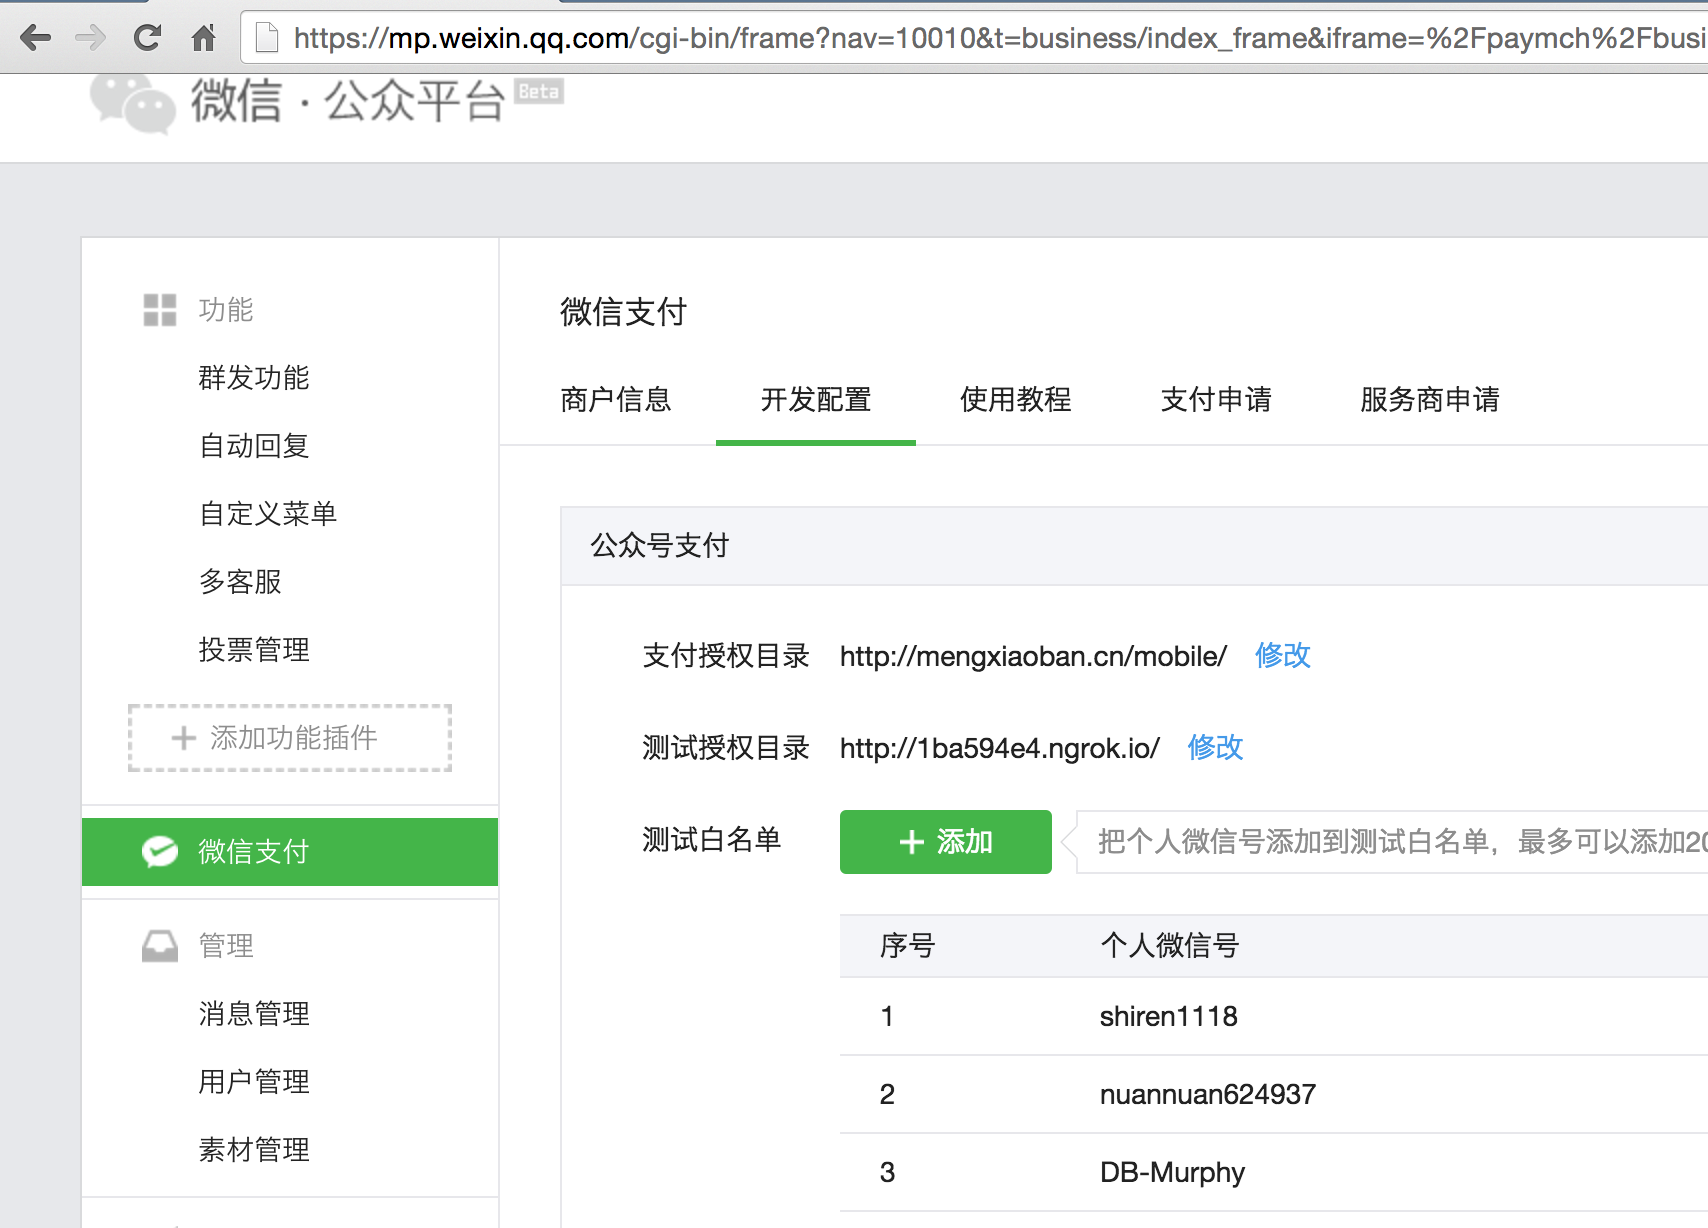 https://mp.weixin.qq.com/cgi-bin/frame?nav=10010&t=business/index_frame&iframe=%2Fpaymch%2Fbusi
微信·公众平台 Beta
功能
群发功能
自动回复
自定义菜单
多客服
投票管理
添加功能插件
微信支付
管理
消息管理
用户管理
素材管理
微信支付
商户信息 开发配置 使用教程 支付申请 服务商申请
公众号支付
支付授权目录 http://mengxiaoban.cn/mobile/ 修改
测试授权目录 http://1ba594e4.ngrok.io/ 修改
测试白名单 + 添加 把个人微信号添加到测试白名单，最多可以添加20
序号 个人微信号
1 shiren1118
2 nuannuan624937
3 DB-Murphy